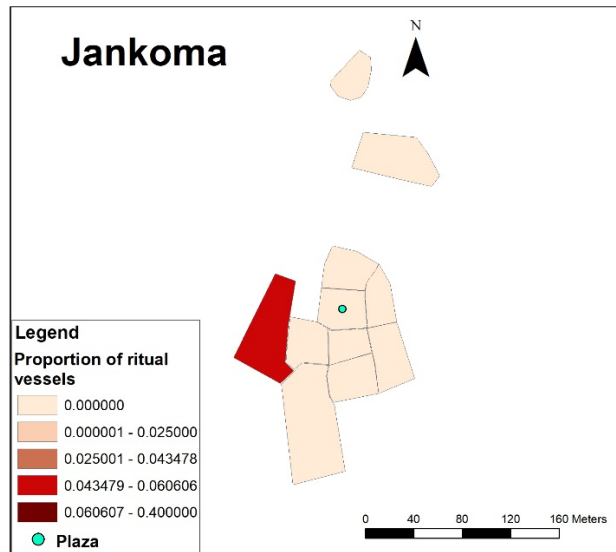 Jankoma
N
Legend
Proportion of ritual
vessels
0.000000
0.000001 - 0.025000
0.025001 - 0.043478
0.043479 - 0.060606
0.060607 - 0.400000
Plaza
0 40 80 120 160 Meters